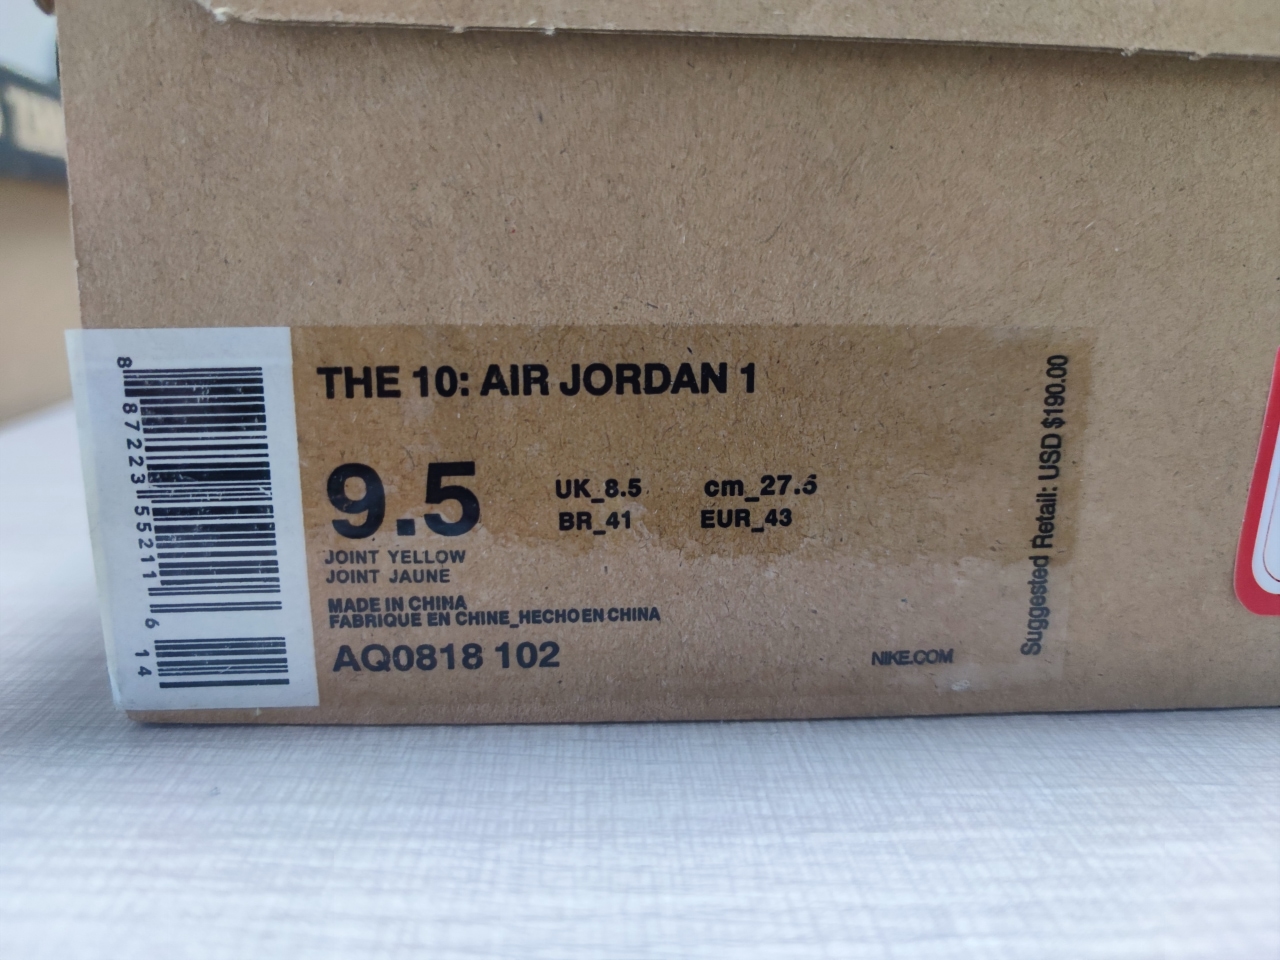 8 87223 55211 6 14
THE 10: AIR JORDAN 1
9.5
UK_8.5
cm_27.5
BR_41
EUR_43
JOINT YELLOW
JOINT JAUNE
MADE IN CHINA
FABRIQUE EN CHINE_HECHO EN CHINA
AQ0818 102
NIKE.COM
Suggested Retail: USD $190.00